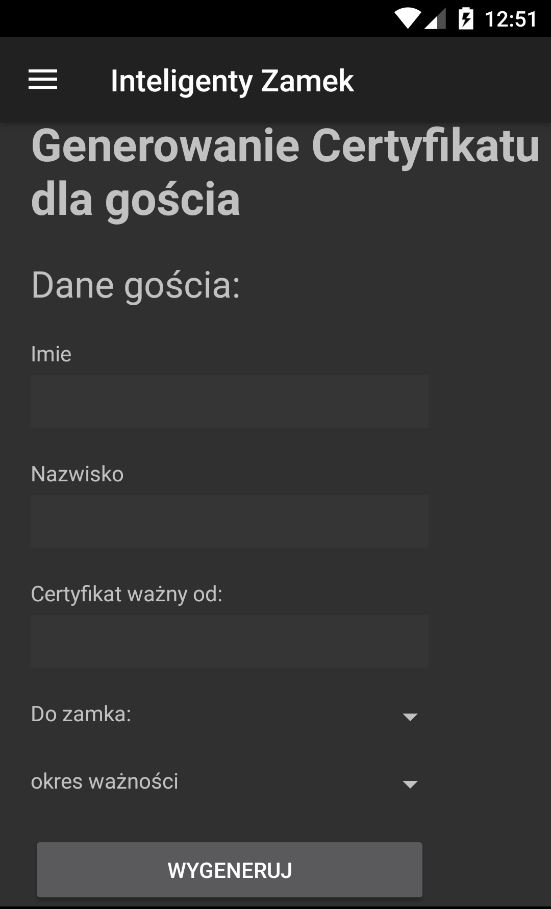 12:51
Inteligenty Zamek
Generowanie Certyfikatu
dla gościa
Dane gościa:
Imie
Nazwisko
Certyfikat ważny od:
Do zamka:
okres ważności
WYGENERUJ